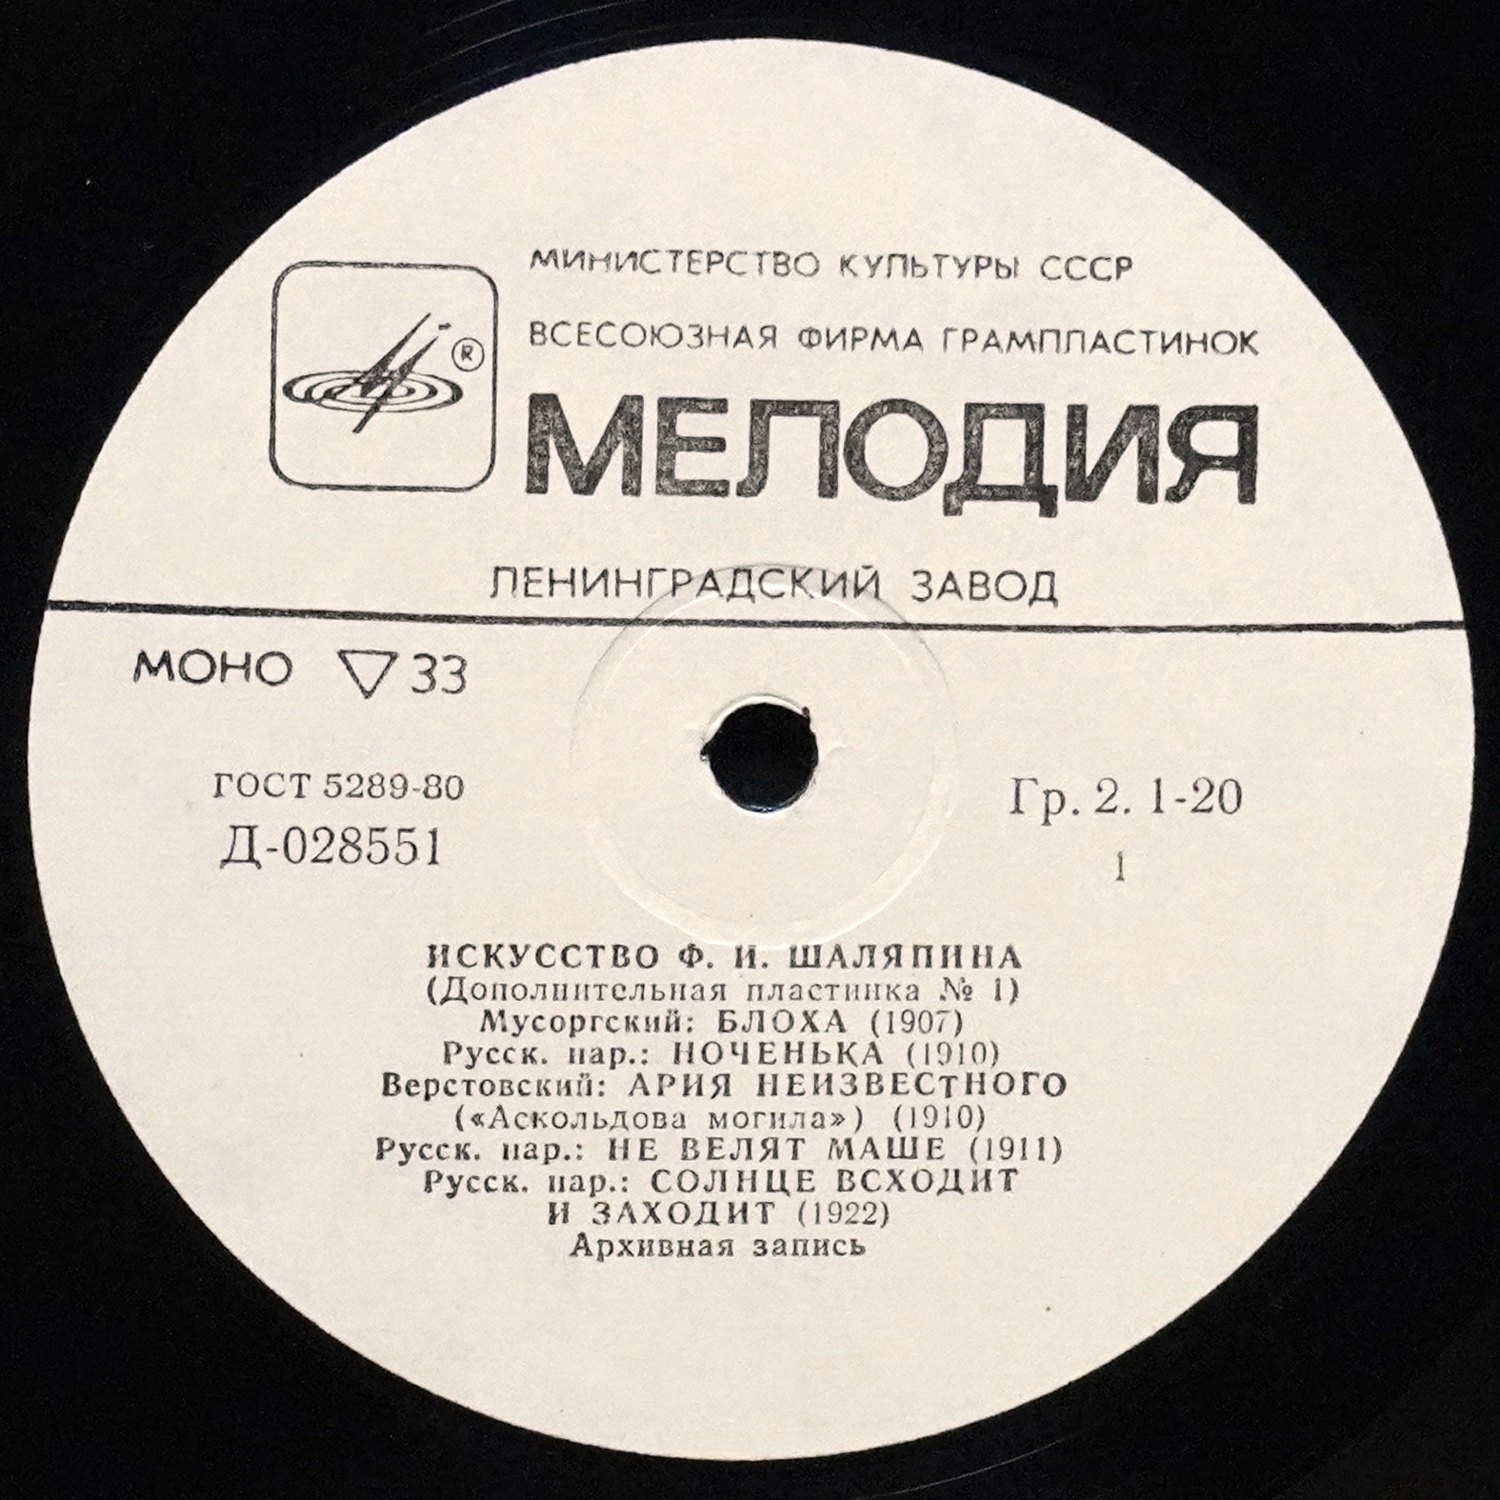 МИНИСТЕРСТВО КУЛЬТУРЫ СССР
ВСЕСОЮЗНАЯ ФИРМА ГРАМПЛАСТИНОК
®
МЕЛОДИЯ
ЛЕНИНГРАДСКИЙ ЗАВОД
МОНО ▽ 33
ГОСТ 5289-80
Д-028551
Гр. 2. 1-20
1
ИСКУССТВО Ф. И. ШАЛЯПИНА
(Дополнительная пластинка № 1)
Мусоргский: БЛОХА (1907)
Русск. нар.: НОЧЕНЬКА (1910)
Верстовский: АРИЯ НЕИЗВЕСТНОГО
(«Аскольдова могила») (1910)
Русск. нар.: НЕ ВЕЛЯТ МАШЕ (1911)
Русск. нар.: СОЛНЦЕ ВСХОДИТ
И ЗАХОДИТ (1922)
Архивная запись